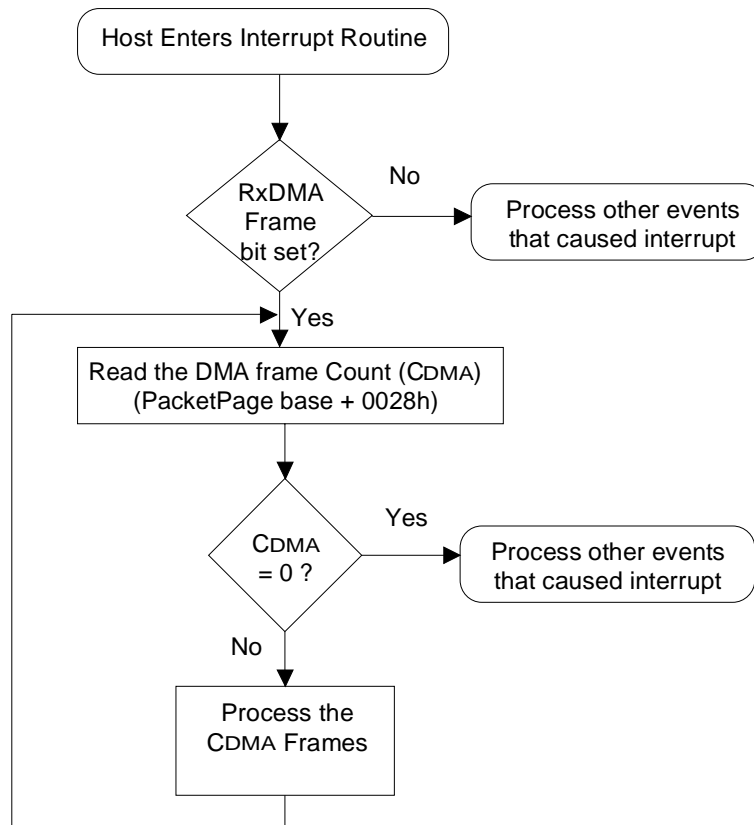 Host Enters Interrupt Routine
RxDMA
Frame
bit set?
No
Process other events
that caused interrupt
Yes
Read the DMA frame Count (CDMA)
(PacketPage base + 0028h)
CDMA
= 0 ?
Yes
Process other events
that caused interrupt
No
Process the
CDMA Frames